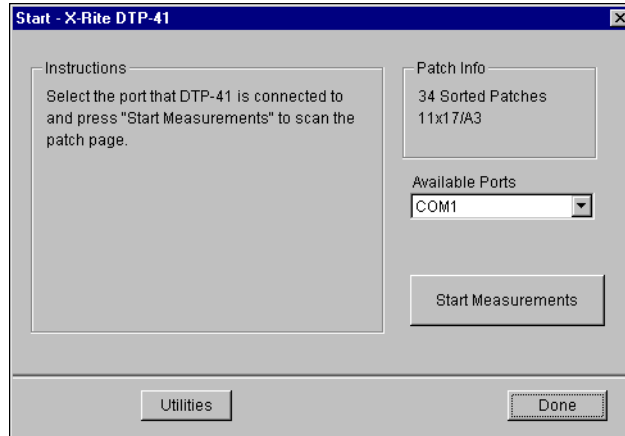 Start - X-Rite DTP-41
Instructions
Select the port that DTP-41 is connected to
and press "Start Measurements" to scan the
patch page.
Patch Info
34 Sorted Patches
11x17/A3
Available Ports
COM1
Start Measurements
Utilities
Done